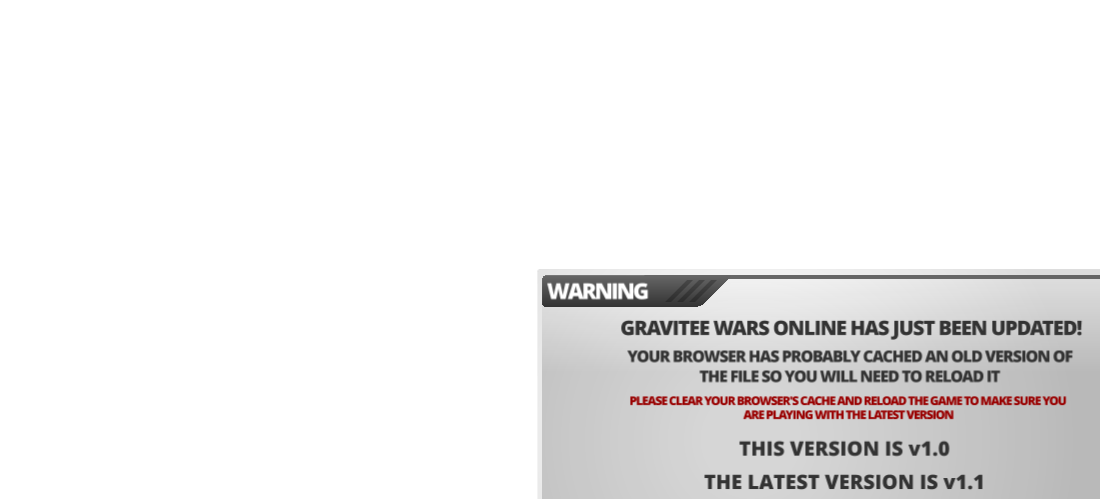 WARNING
GRAVITEE WARS ONLINE HAS JUST BEEN UPDATED!
YOUR BROWSER HAS PROBABLY CACHED AN OLD VERSION OF
THE FILE SO YOU WILL NEED TO RELOAD IT
PLEASE CLEAR YOUR BROWSER'S CACHE AND RELOAD THE GAME TO MAKE SURE YOU
ARE PLAYING WITH THE LATEST VERSION
THIS VERSION IS v1.0
THE LATEST VERSION IS v1.1